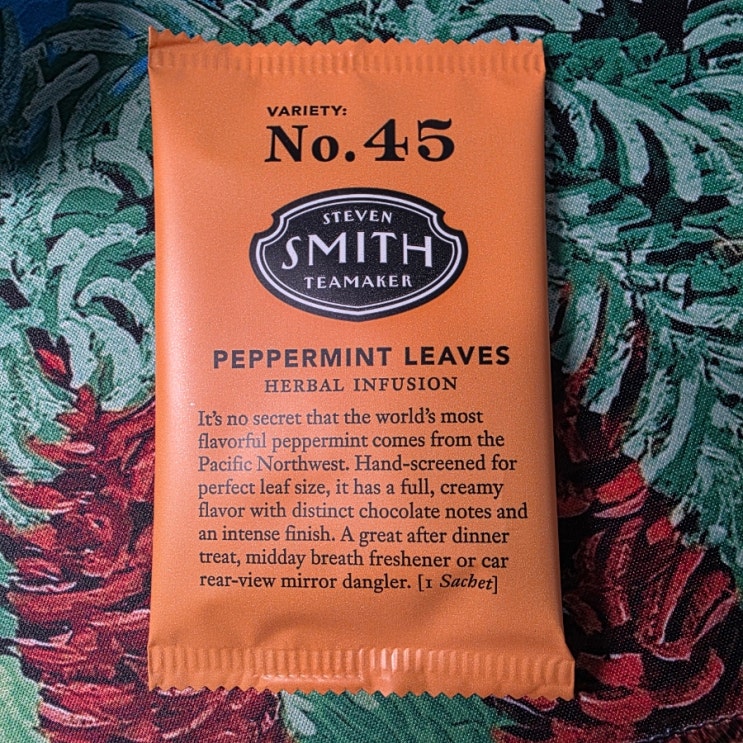 VARIETY:
No. 45
STEVEN
SMITH
TEAMAKER
PEPPERMINT LEAVES
HERBAL INFUSION
It's no secret that the world's most
flavorful peppermint comes from the
Pacific Northwest. Hand-screened for
perfect leaf size, it has a full, creamy
flavor with distinct chocolate notes and
an intense finish. A great after dinner
treat, midday breath freshener or car
rear-view mirror dangler. [1 Sachet]